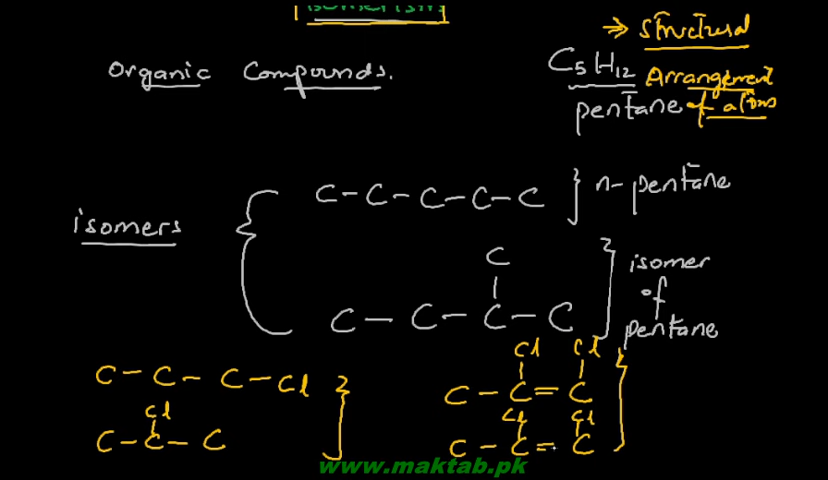 isomerism
→ Structural
Organic Compounds.
C5H12 Arrangement
pentane of atoms
C-C-C-C-C } n-pentane
isomers {
C
|
C-C-C-C
} isomer
of
pentane
C-C-C-Cl
Cl
|
C-C-C
}
Cl Cl
| |
C-C=C
Cl Cl
| |
C-C=C
}
www.maktab.pk